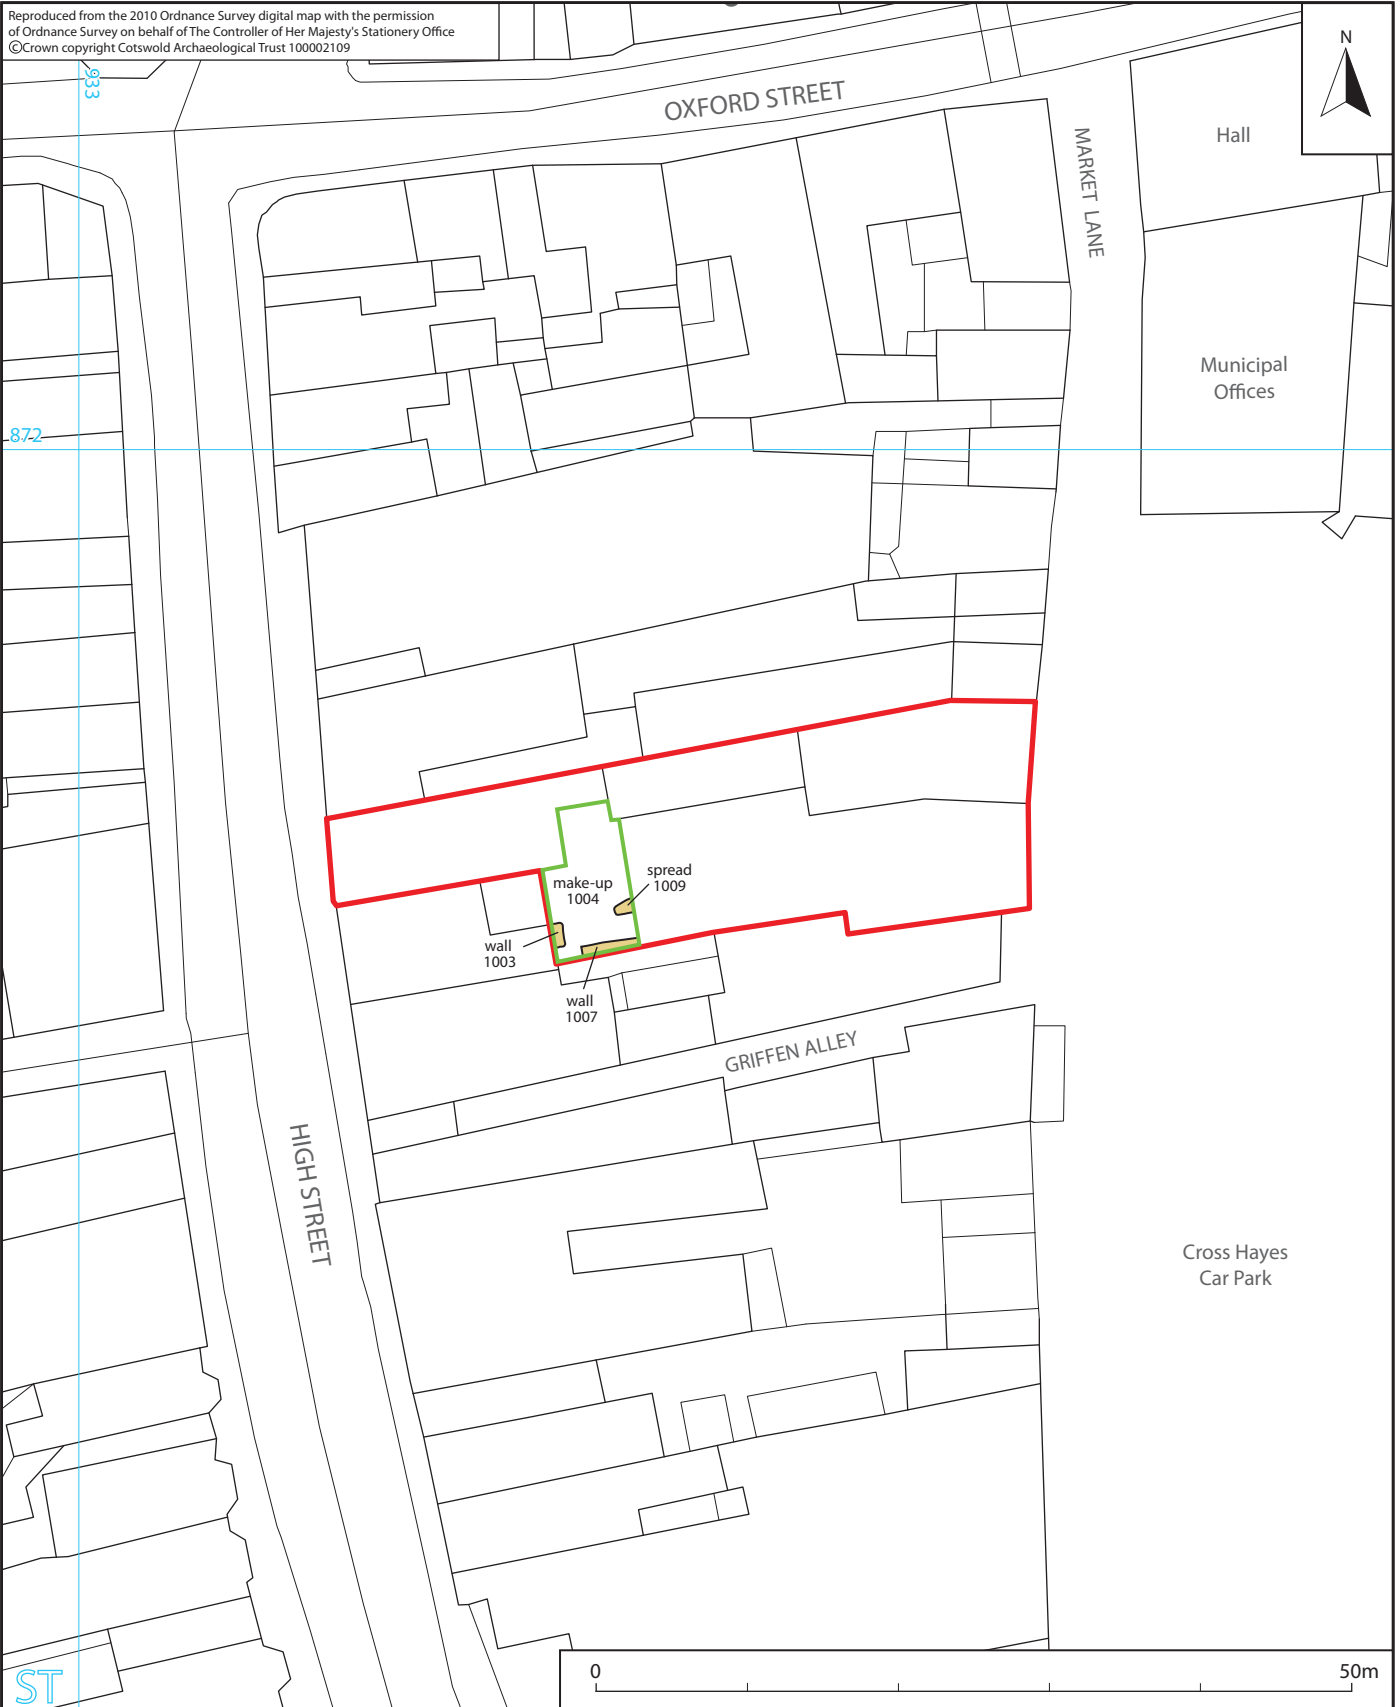 Reproduced from the 2010 Ordnance Survey digital map with the permission
of Ordnance Survey on behalf of The Controller of Her Majesty's Stationery Office
©Crown copyright Cotswold Archaeological Trust 100002109
N
933
OXFORD STREET
MARKET LANE
Hall
Municipal
Offices
872
make-up
1004
spread
1009
wall
1003
wall
1007
GRIFFEN ALLEY
HIGH STREET
Cross Hayes
Car Park
ST
0
50m